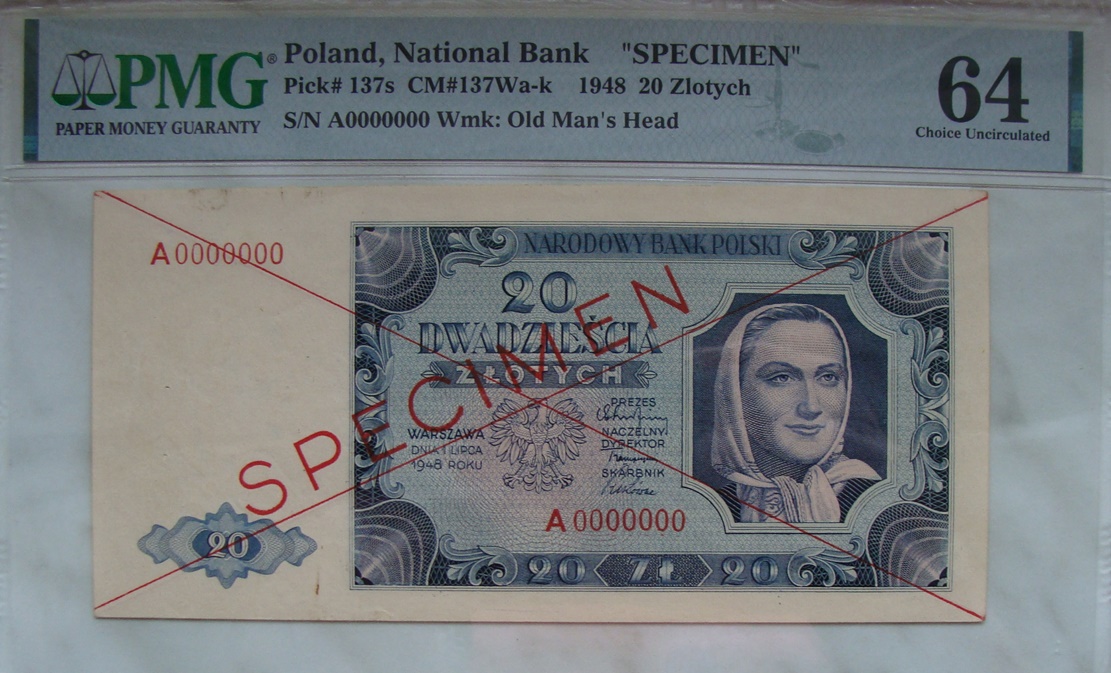 PMG®
PAPER MONEY GUARANTY
Poland, National Bank "SPECIMEN"
Pick# 137s CM#137Wa-k 1948 20 Zlotych
S/N A0000000 Wmk: Old Man's Head
64
Choice Uncirculated
A0000000
NARODOWY BANK POLSKI
20
DWADZIEŚCIA
ZŁOTYCH
SPECIMEN
WARSZAWA
DNIA 1 LIPCA
1948 ROKU
PREZES
NACZELNY
DYREKTOR
SKARBNIK
A0000000
20
20 ZŁ 20